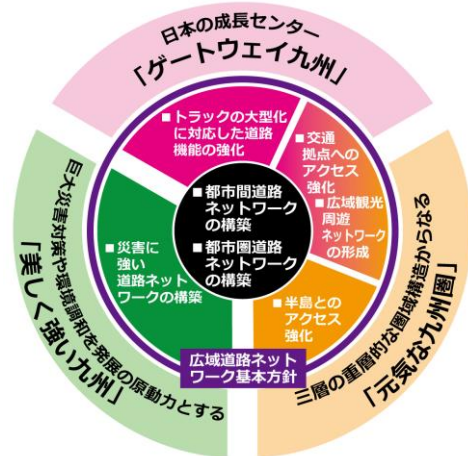 日本の成長センター
「ゲートウェイ九州」
■トラックの大型化
に対応した道路
機能の強化
■交通
拠点への
アクセス
強化
■広域観光
周遊
ネットワーク
の形成
■都市間道路
ネットワーク
の構築
■都市圏道路
ネットワーク
の構築
■災害に
強い
道路ネット
ワークの構築
■半島との
アクセス
強化
広域道路ネット
ワーク基本方針
巨大災害対策や環境調和を発展の原動力とする
「美しく強い九州」
三層の重層的な圏域構造からなる
「元気な九州圏」